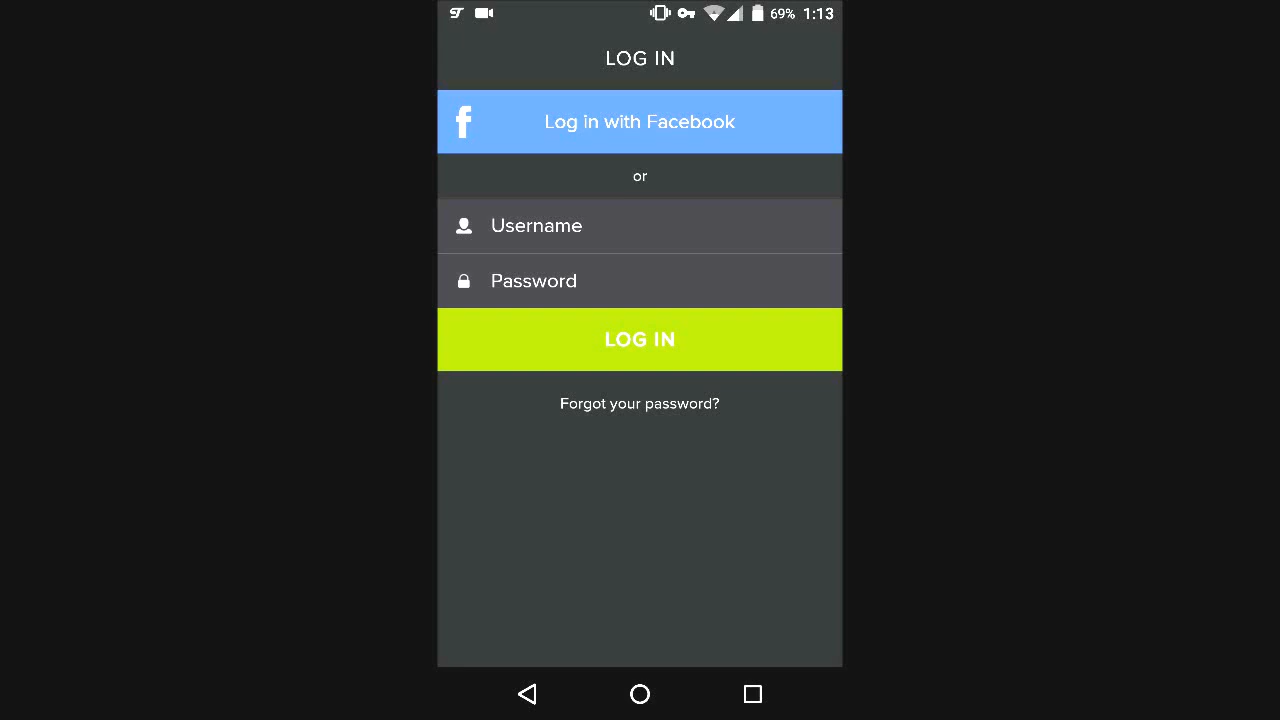 69% 1:13
LOG IN
f Log in with Facebook
or
Username
Password
LOG IN
Forgot your password?